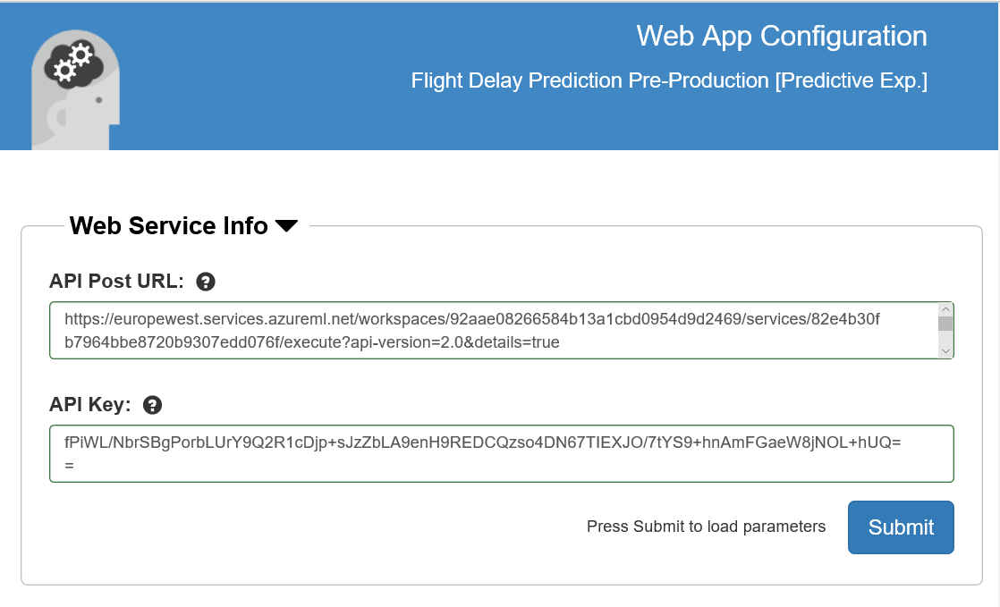 Web App Configuration
Flight Delay Prediction Pre-Production [Predictive Exp.]
Web Service Info
API Post URL:
https://europewest.services.azureml.net/workspaces/92aae08266584b13a1cbd0954d9d2469/services/82e4b30f
b7964bbe8720b9307edd076f/execute?api-version=2.0&details=true
API Key:
fPiWL/NbrSBgPorbLUrY9Q2R1cDjp+sJzZbLA9enH9REDCQzso4DN67TIEXJO/7tYS9+hnAmFGaeW8jNOL+hUQ=
=
Press Submit to load parameters
Submit